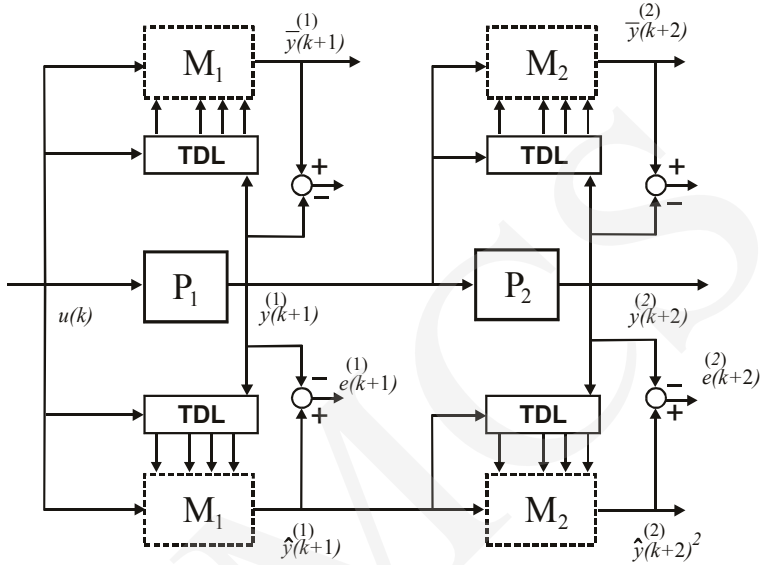 M₁
y̅⁽¹⁾(k+1)
M₂
y̅⁽²⁾(k+2)
TDL
+
−
TDL
+
−
P₁
P₂
u(k)
y⁽¹⁾(k+1)
y⁽²⁾(k+2)
−
e⁽¹⁾(k+1)
+
−
e⁽²⁾(k+2)
+
TDL
TDL
M₁
M₂
ŷ⁽¹⁾(k+1)
ŷ⁽²⁾(k+2)²
MCS